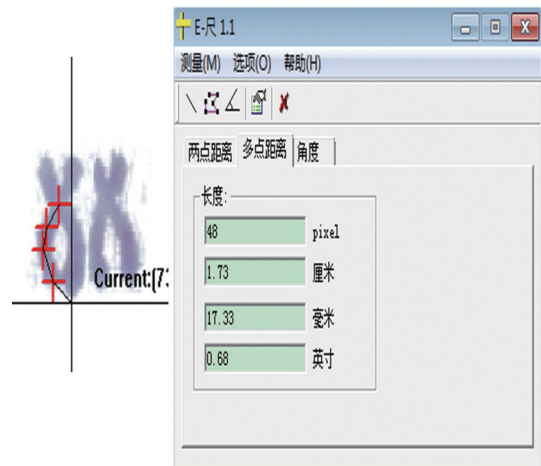 E-尺 1.1
测量(M) 选项(O) 帮助(H)
两点距离 多点距离 角度
长度:
48 pixel
1.73 厘米
17.33 毫米
0.68 英寸
Current:(73